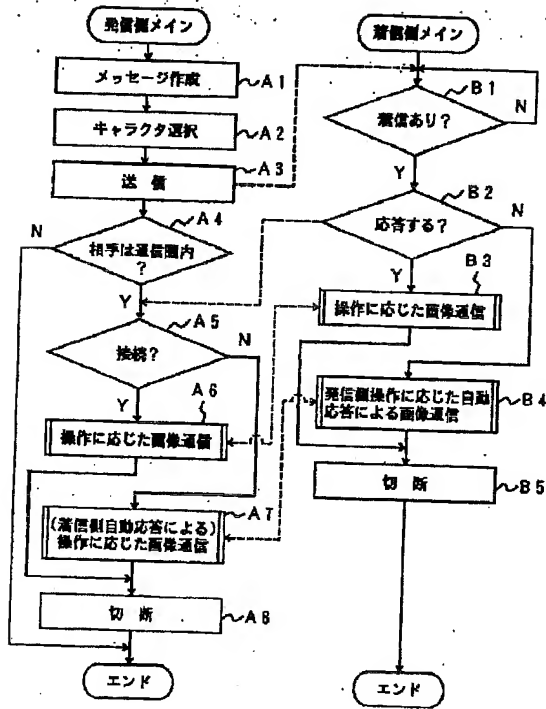 発信側メイン
メッセージ作成
A1
キャラクタ選択
A2
送信
A3
相手は通信圏内
?
A4
N
Y
接続?
A5
N
Y
操作に応じた画像通信
A6
(着信側自動応答による)
操作に応じた画像通信
A7
切断
A8
エンド
着信側メイン
着信あり?
B1
N
Y
応答する?
B2
N
Y
操作に応じた画像通信
B3
発信側操作に応じた自動
応答による画像通信
B4
切断
B5
エンド